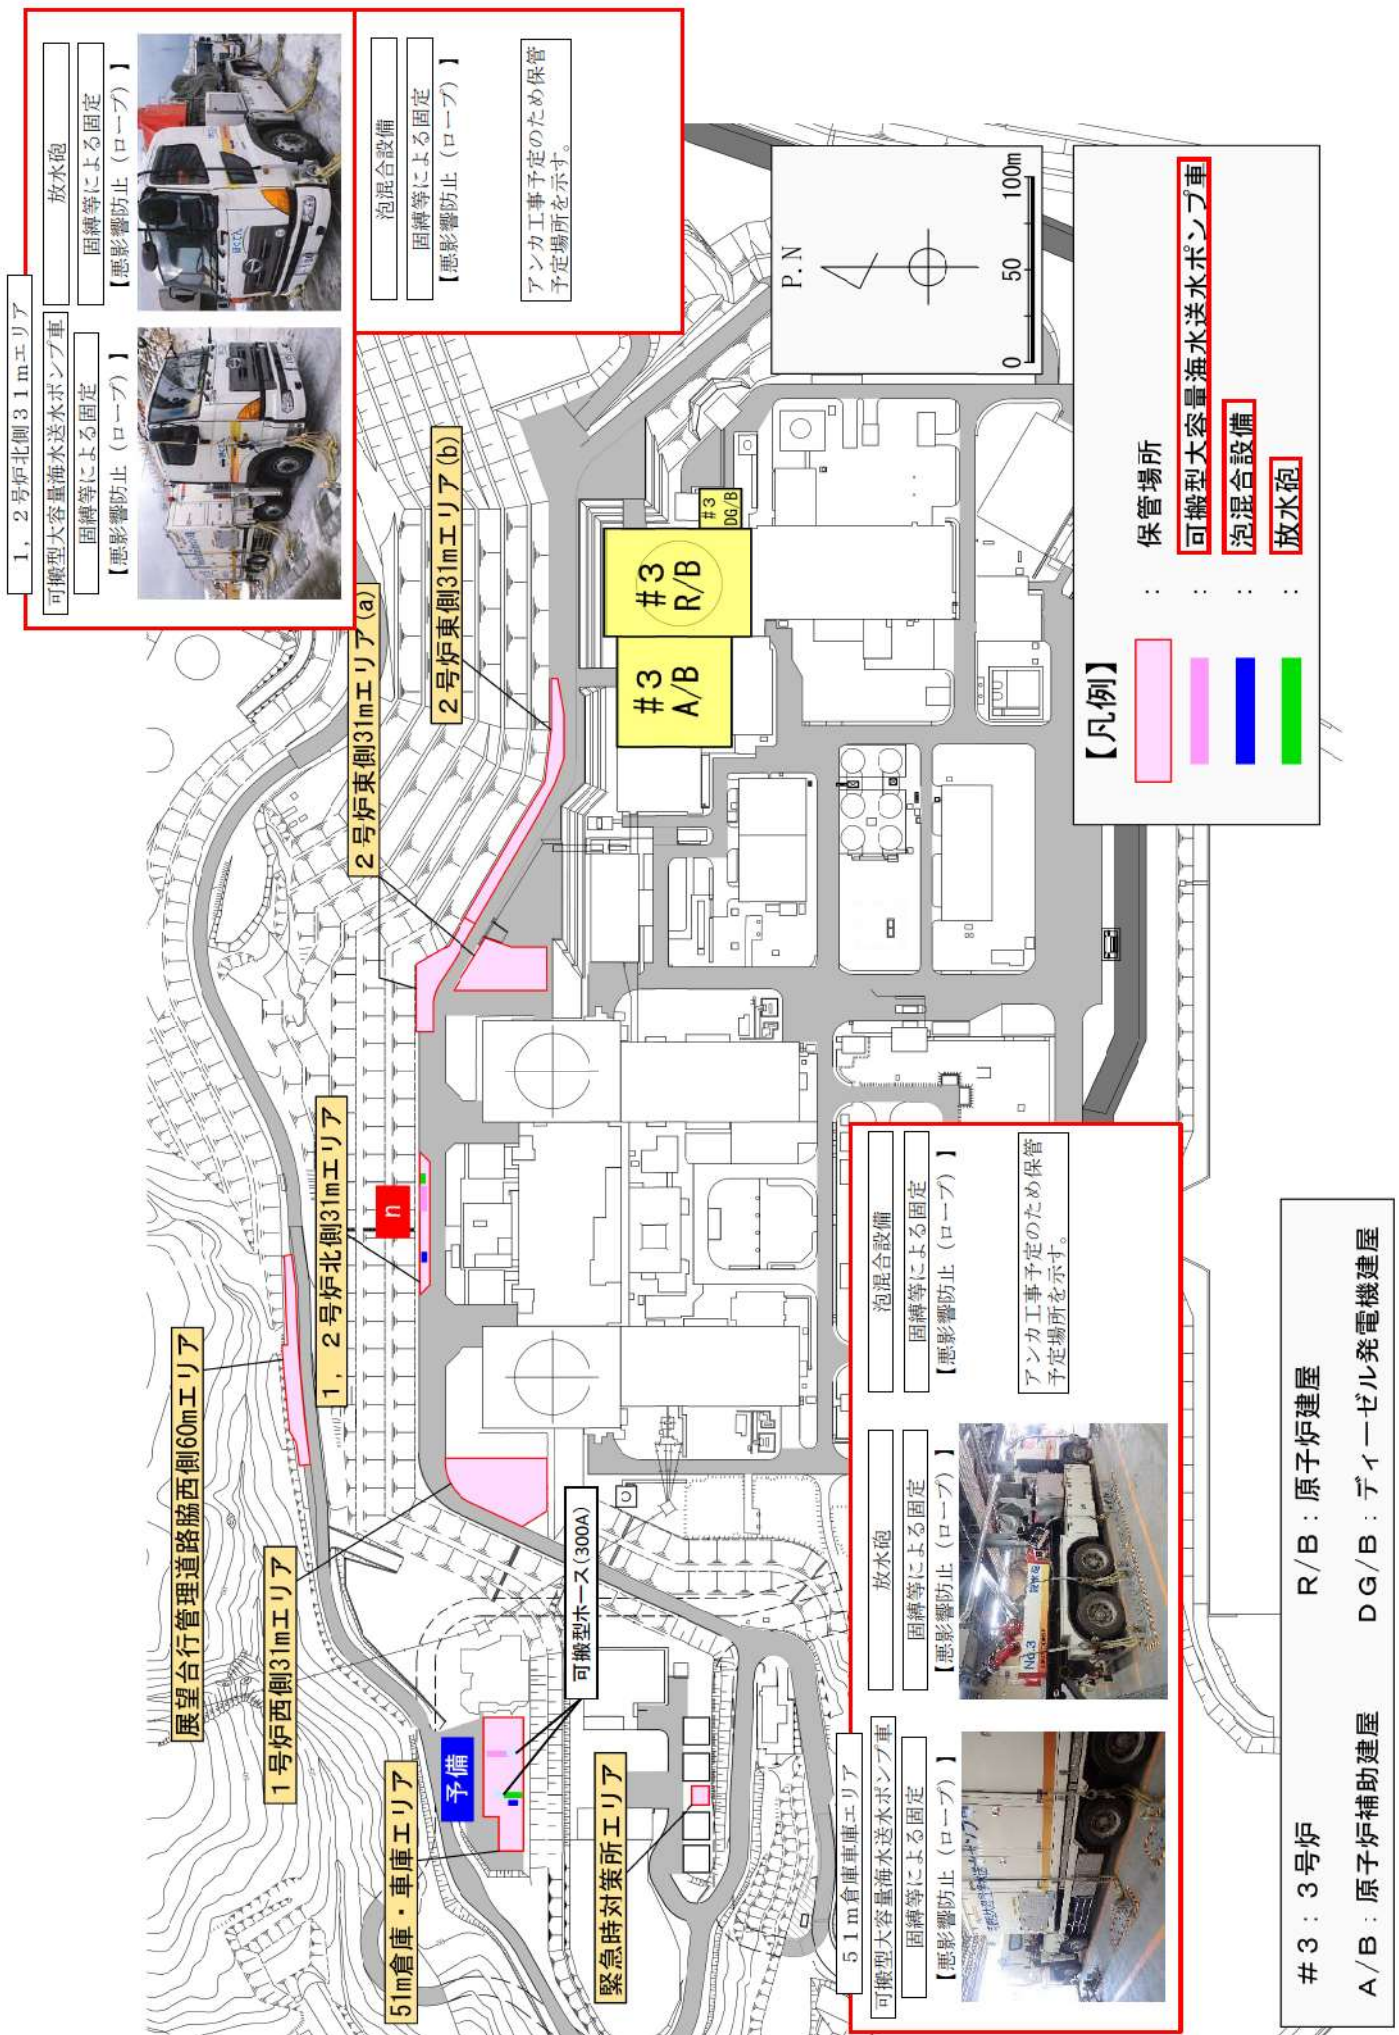 １，２号炉北側３１ｍエリア
可搬型大容量海水送水ポンプ車
固縛等による固定
【悪影響防止（ロープ）】
放水砲
固縛等による固定
【悪影響防止（ロープ）】
泡混合設備
固縛等による固定
【悪影響防止（ロープ）】
アンカ工事予定のため保管
予定場所を示す。
展望台行管理道路脇西側60mエリア
1号炉西側31mエリア
51m倉庫・車庫エリア
予備
緊急時対策所エリア
可搬型ホース(300A)
１，２号炉北側31mエリア
n
２号炉東側31mエリア(a)
２号炉東側31mエリア(b)
#3
A/B
#3
R/B
#3
DG/B
P.N
0 50 100m
５１ｍ倉庫車庫エリア
可搬型大容量海水送水ポンプ車
固縛等による固定
【悪影響防止（ロープ）】
放水砲
固縛等による固定
【悪影響防止（ロープ）】
No.3
放水砲
泡混合設備
固縛等による固定
【悪影響防止（ロープ）】
アンカ工事予定のため保管
予定場所を示す。
【凡例】
： 保管場所
： 可搬型大容量海水送水ポンプ車
： 泡混合設備
： 放水砲
＃３：３号炉
R/B：原子炉建屋
A/B：原子炉補助建屋
DG/B：ディーゼル発電機建屋